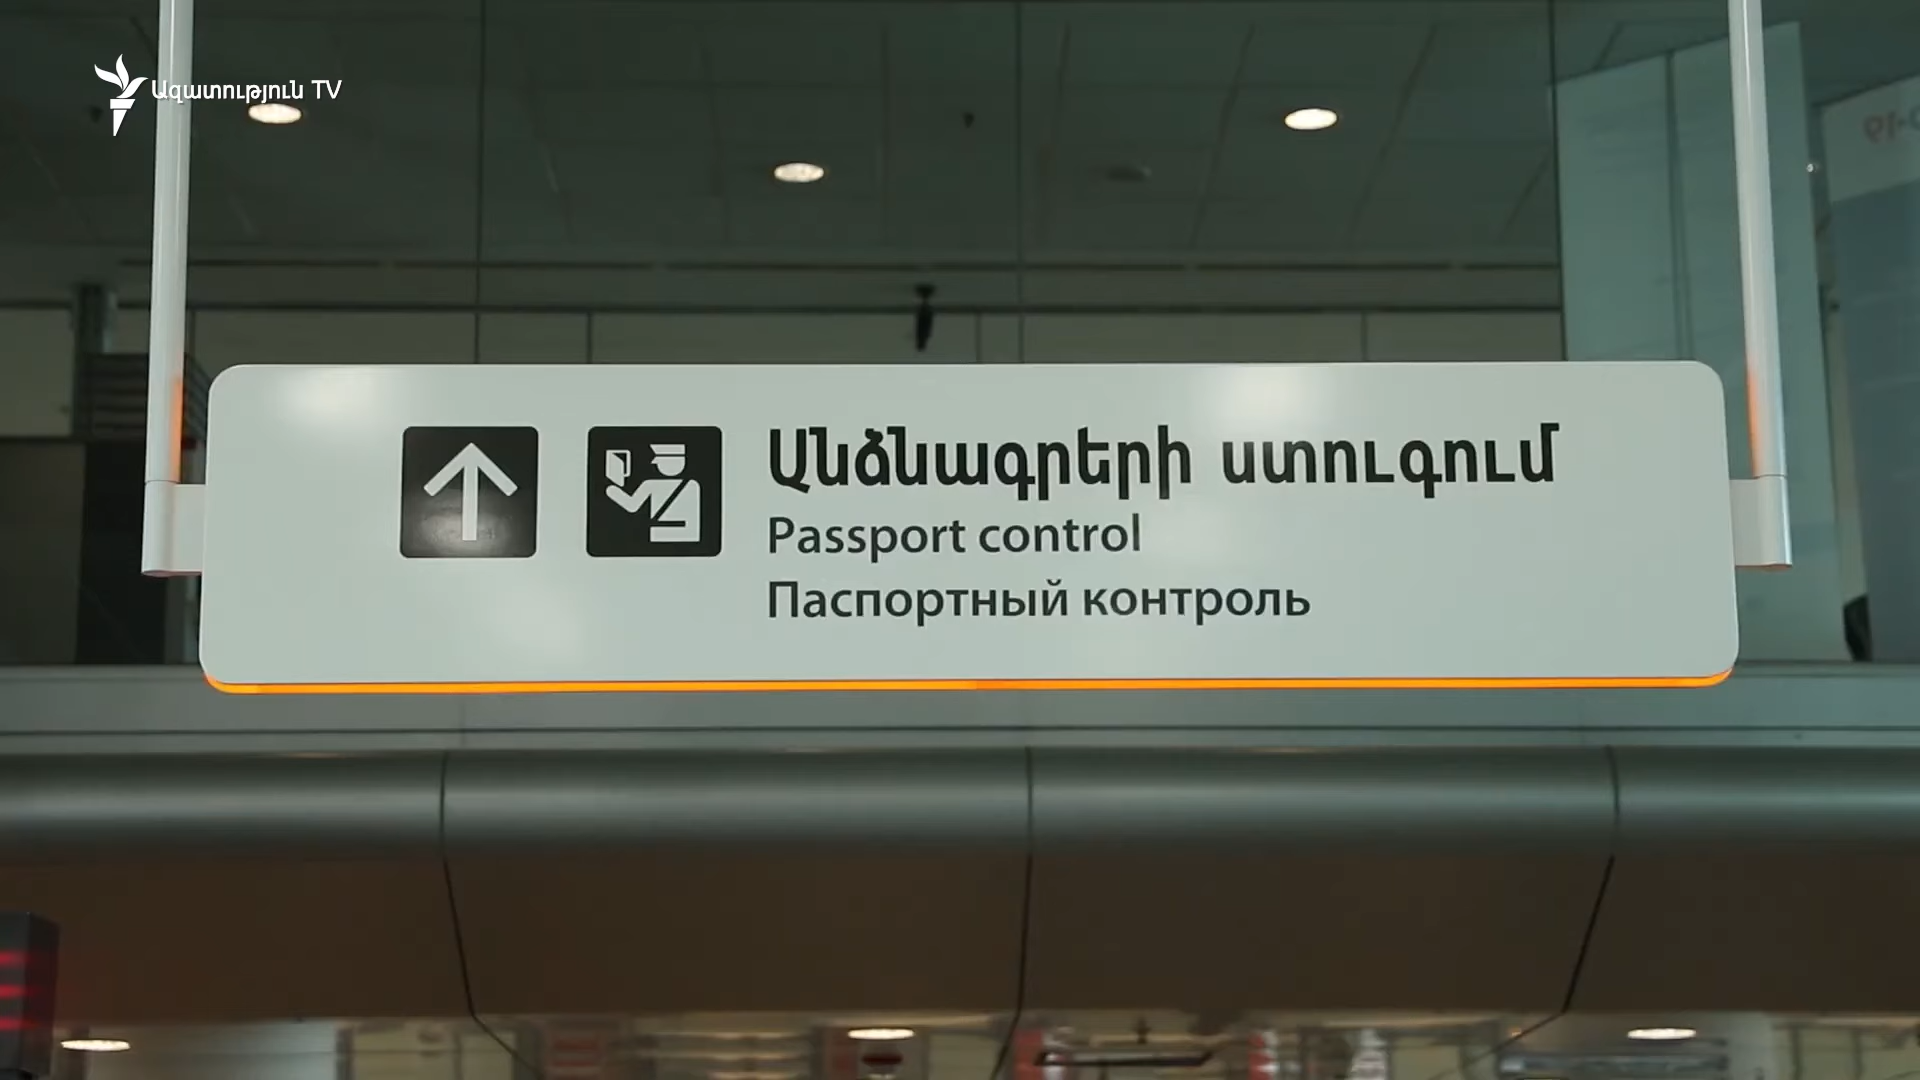 Ազատություն TV
Անձնագրերի ստուգում
Passport control
Паспортный контроль